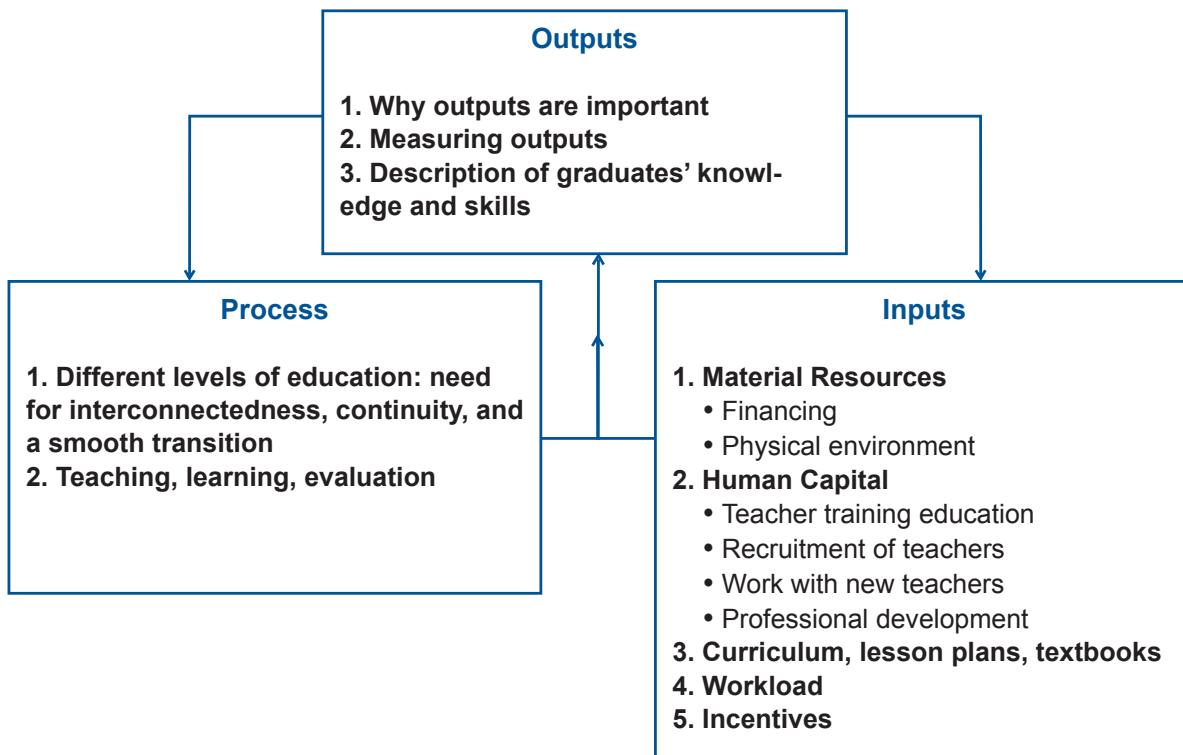 Outputs
1. Why outputs are important
2. Measuring outputs
3. Description of graduates’ knowl-
edge and skills
Process
1. Different levels of education: need
for interconnectedness, continuity, and
a smooth transition
2. Teaching, learning, evaluation
Inputs
1. Material Resources
• Financing
• Physical environment
2. Human Capital
• Teacher training education
• Recruitment of teachers
• Work with new teachers
• Professional development
3. Curriculum, lesson plans, textbooks
4. Workload
5. Incentives